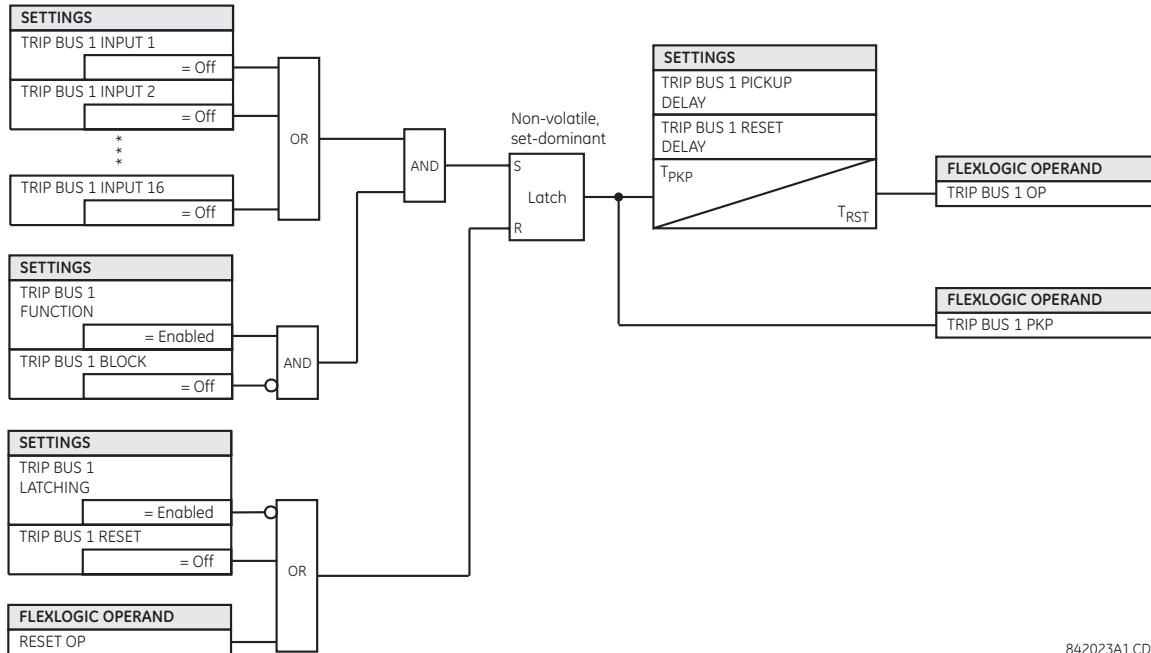 SETTINGS
TRIP BUS 1 INPUT 1
= Off
TRIP BUS 1 INPUT 2
= Off
***
TRIP BUS 1 INPUT 16
= Off
OR
SETTINGS
TRIP BUS 1
FUNCTION
= Enabled
TRIP BUS 1 BLOCK
= Off
AND
AND
SETTINGS
TRIP BUS 1
LATCHING
= Enabled
TRIP BUS 1 RESET
= Off
OR
FLEXLOGIC OPERAND
RESET OP
Non-volatile,
set-dominant
S
Latch
R
SETTINGS
TRIP BUS 1 PICKUP
DELAY
TRIP BUS 1 RESET
DELAY
TPKP
TRST
FLEXLOGIC OPERAND
TRIP BUS 1 OP
FLEXLOGIC OPERAND
TRIP BUS 1 PKP
842023A1.CD